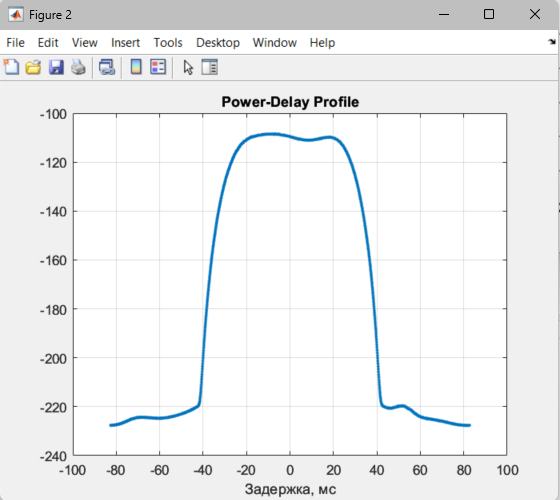 Figure 2
File Edit View Insert Tools Desktop Window Help
Power-Delay Profile
-100
-120
-140
-160
-180
-200
-220
-240
-100 -80 -60 -40 -20 0 20 40 60 80 100
Задержка, мс